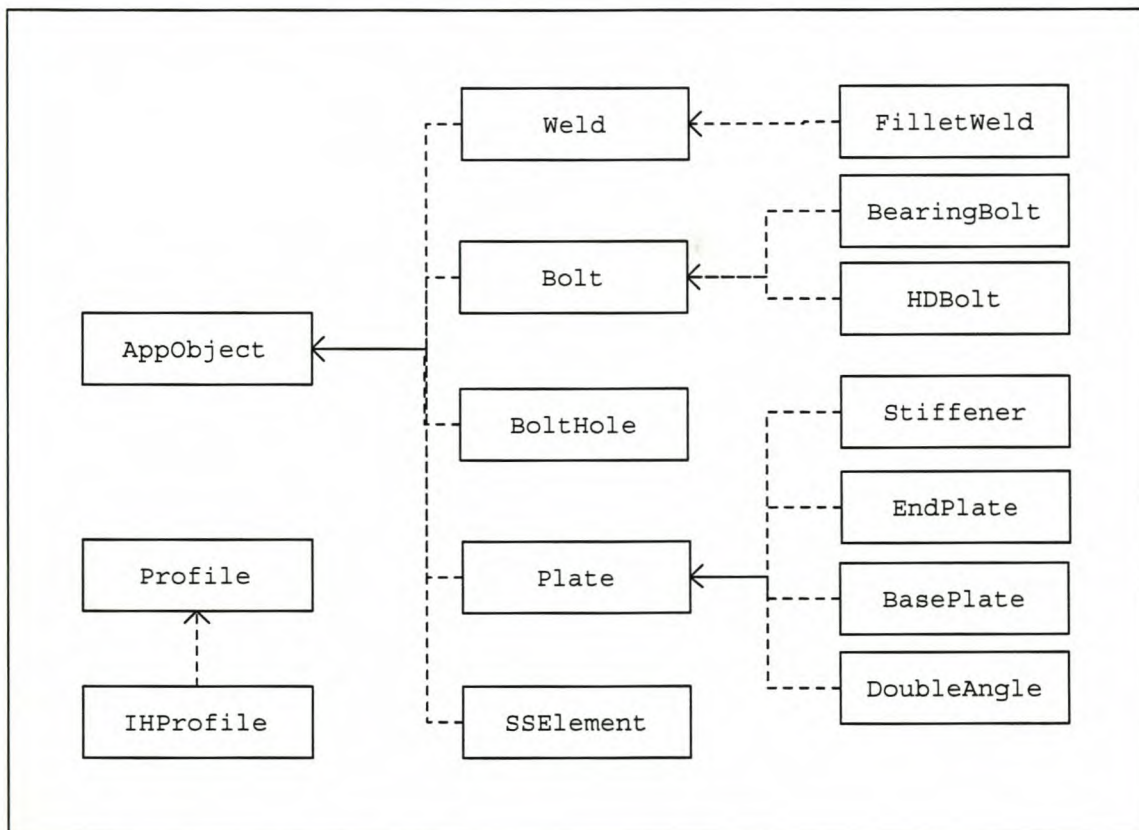 Weld
FilletWeld
BearingBolt
Bolt
HDBolt
AppObject
BoltHole
Stiffener
EndPlate
Profile
Plate
BasePlate
IHProfile
SSElement
DoubleAngle